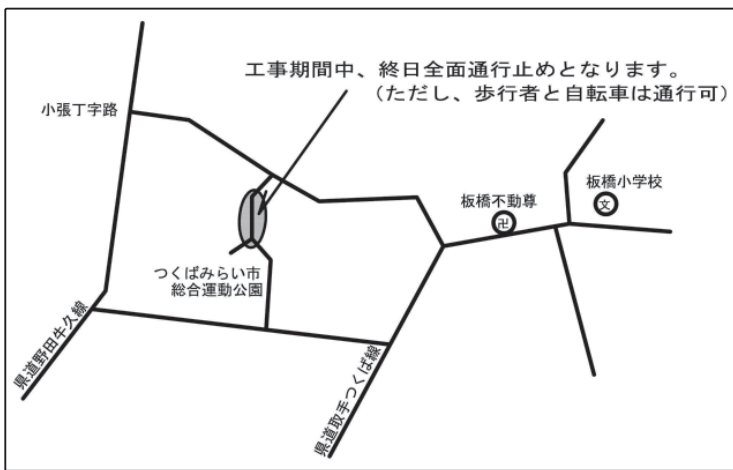 工事期間中、終日全面通行止めとなります。
（ただし、歩行者と自転車は通行可）
小張丁字路
板橋小学校
文
板橋不動尊
卍
つくばみらい市
総合運動公園
県道野田牛久線
県道取手つくば線